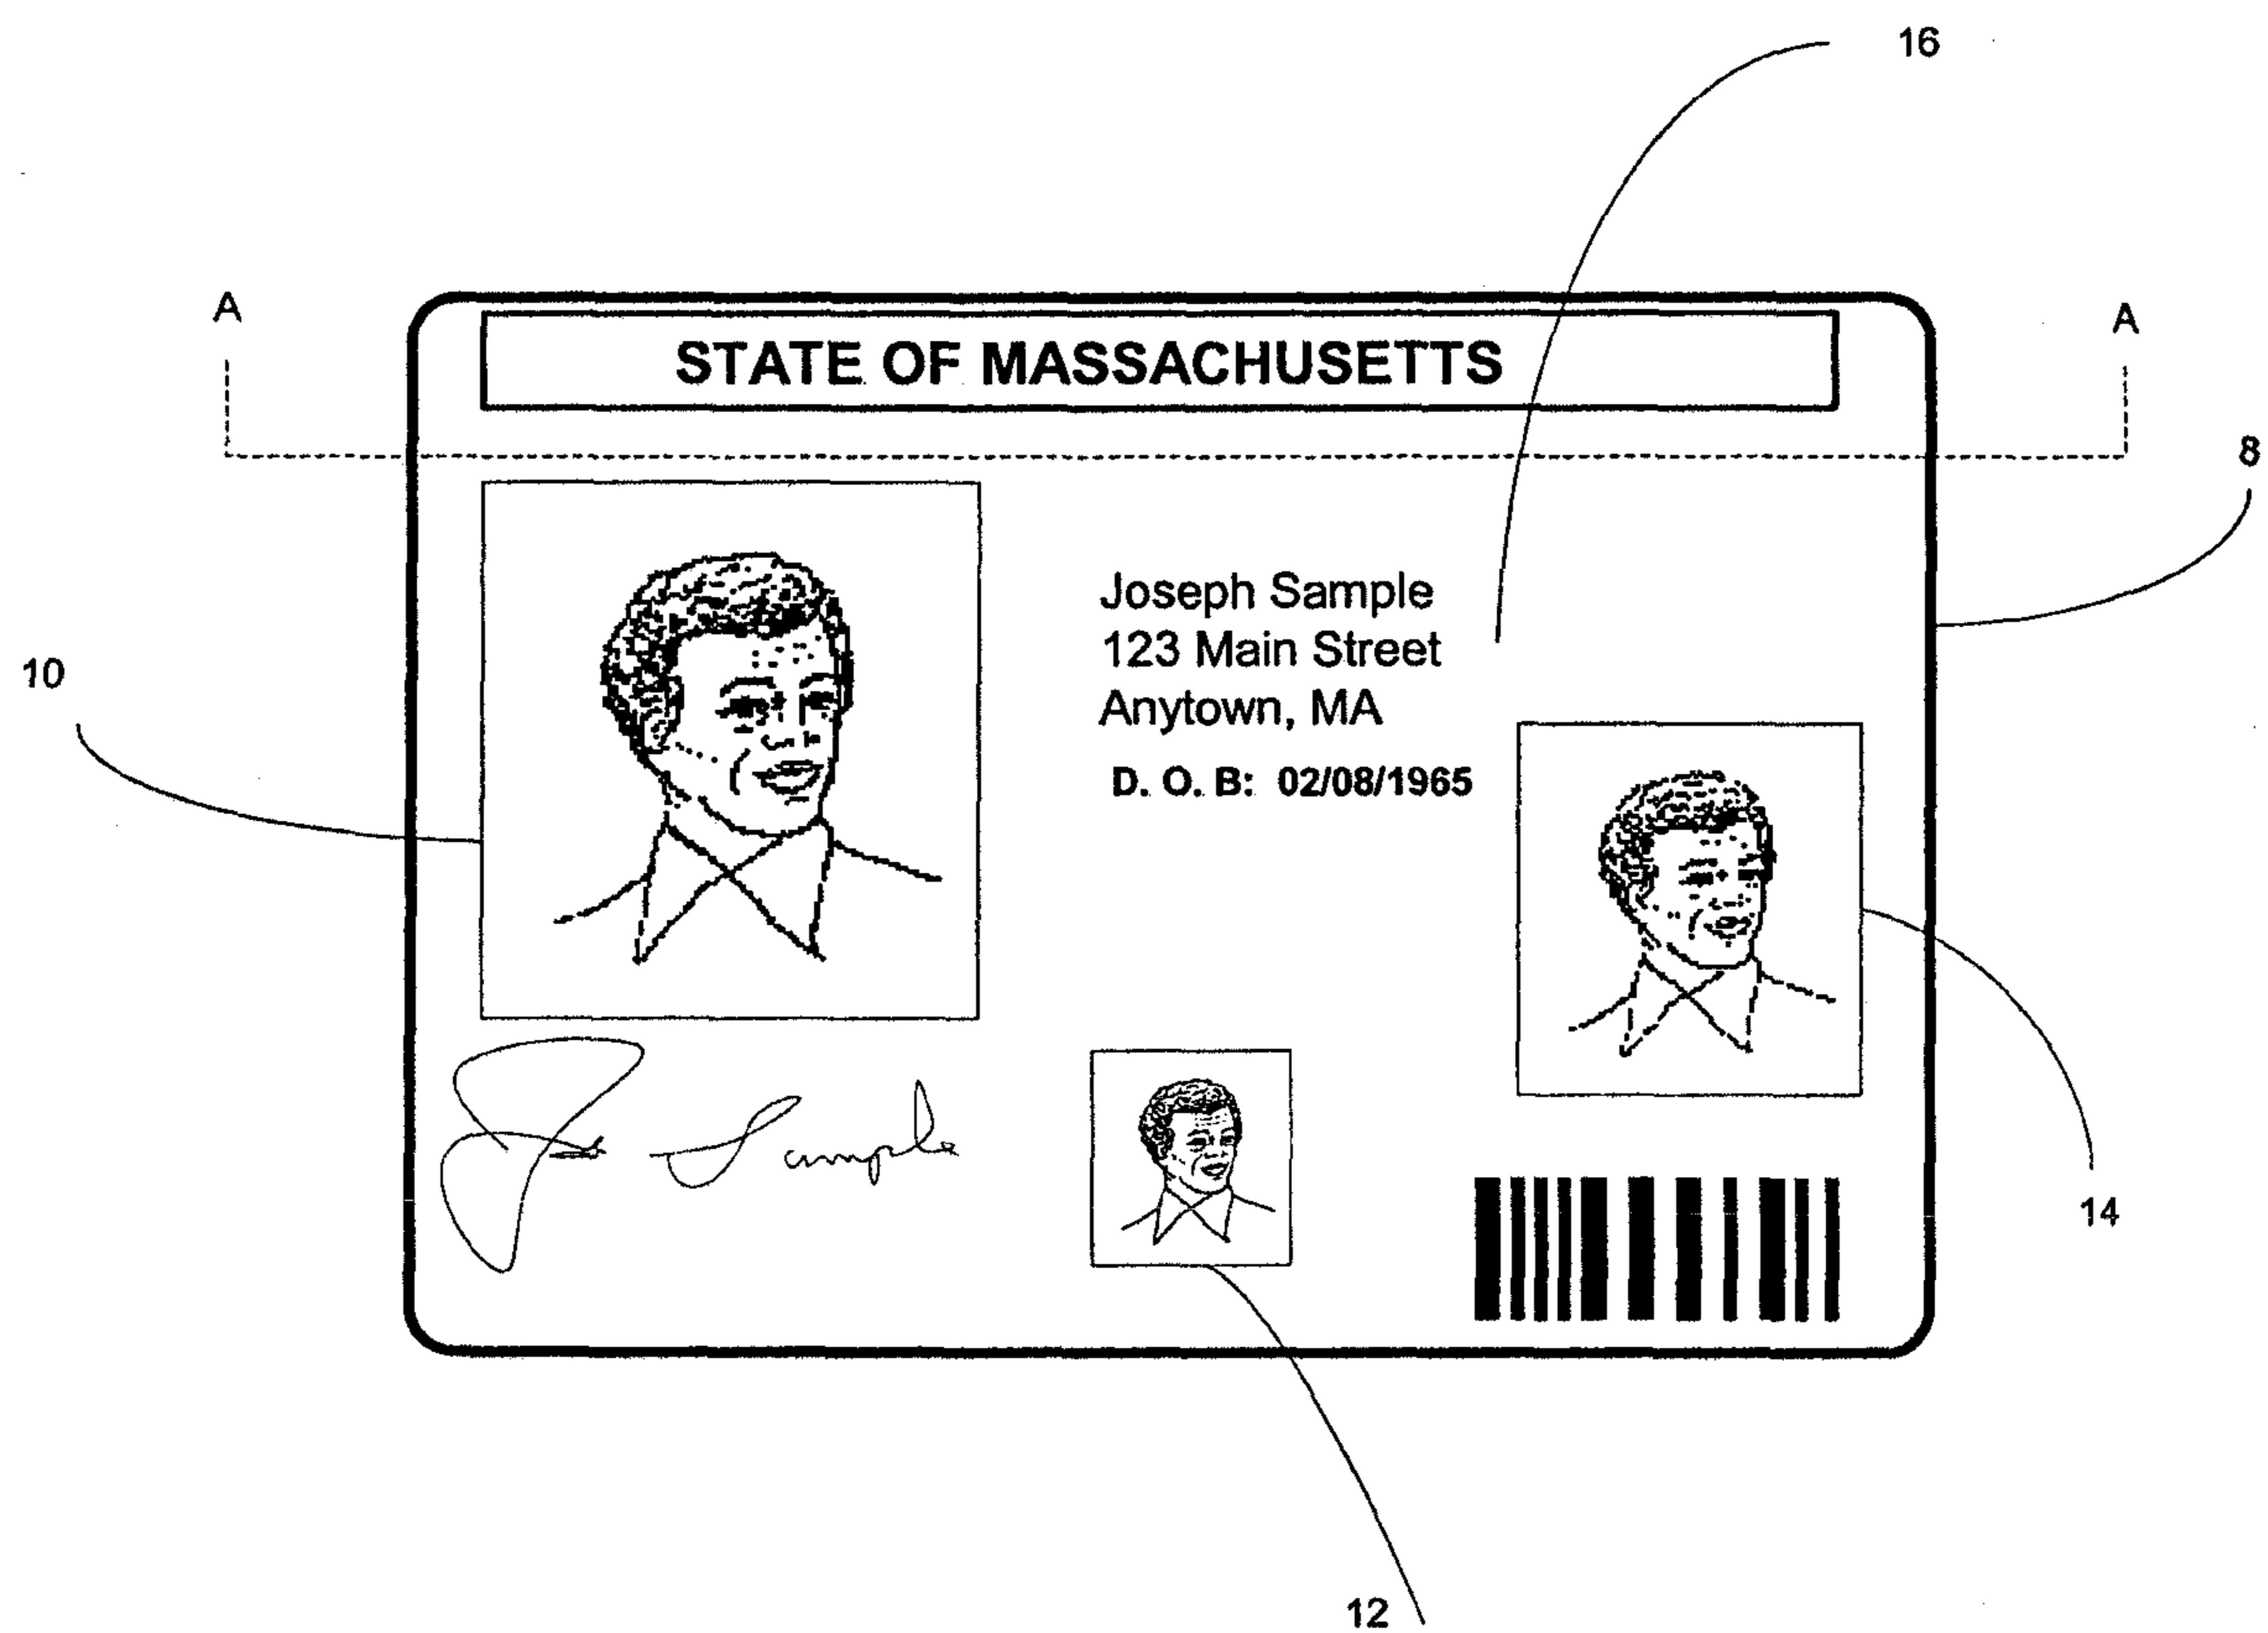 16
A
A
STATE OF MASSACHUSETTS
8
Joseph Sample
10
123 Main Street
Anytown, MA
D. O. B: 02/08/1965
Joe Sample
14
12